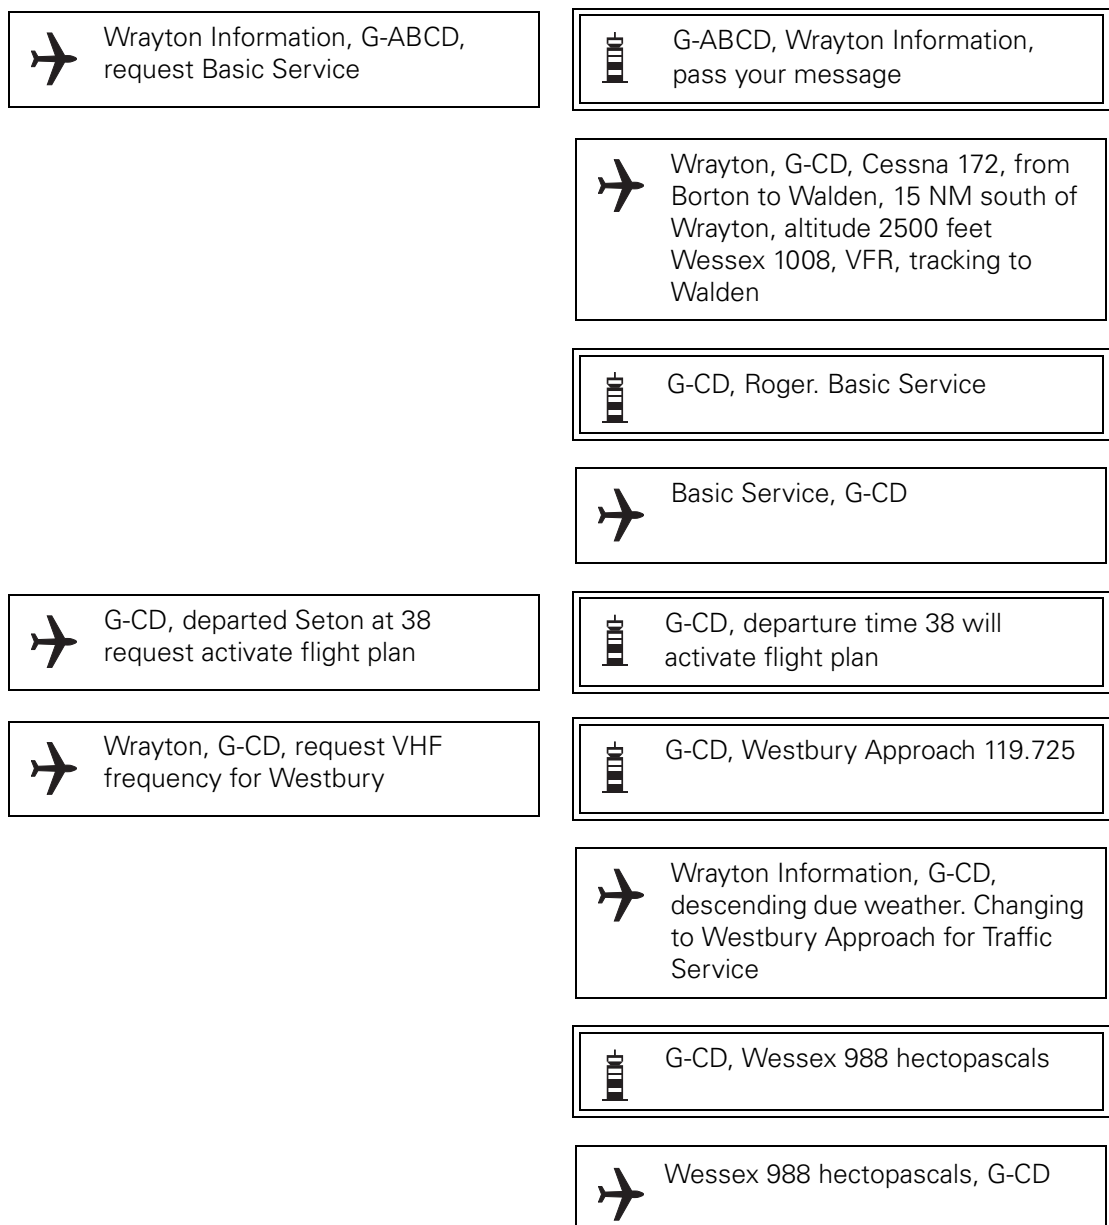 Wrayton Information, G-ABCD,
request Basic Service
G-ABCD, Wrayton Information,
pass your message
Wrayton, G-CD, Cessna 172, from
Borton to Walden, 15 NM south of
Wrayton, altitude 2500 feet
Wessex 1008, VFR, tracking to
Walden
G-CD, Roger. Basic Service
Basic Service, G-CD
G-CD, departed Seton at 38
request activate flight plan
G-CD, departure time 38 will
activate flight plan
Wrayton, G-CD, request VHF
frequency for Westbury
G-CD, Westbury Approach 119.725
Wrayton Information, G-CD,
descending due weather. Changing
to Westbury Approach for Traffic
Service
G-CD, Wessex 988 hectopascals
Wessex 988 hectopascals, G-CD